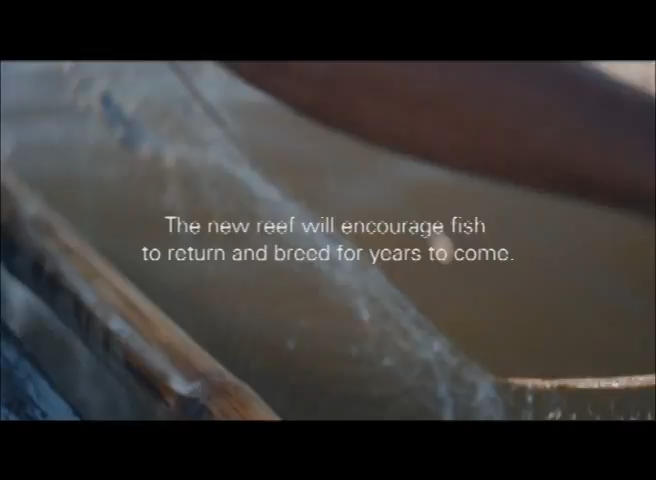 The new reef will encourage fish
to return and breed for years to come.